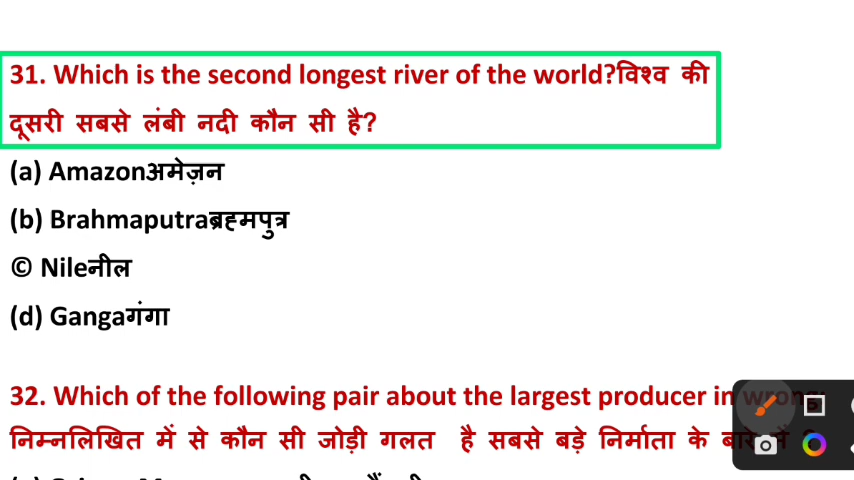 31. Which is the second longest river of the world?विश्व की
दूसरी सबसे लंबी नदी कौन सी है?
(a) Amazonअमेज़न
(b) Brahmaputraब्रह्मपुत्र
© Nileनील
(d) Gangaगंगा
32. Which of the following pair about the largest producer in wrong:
निम्नलिखित में से कौन सी जोड़ी गलत है सबसे बड़े निर्माता के बारे में